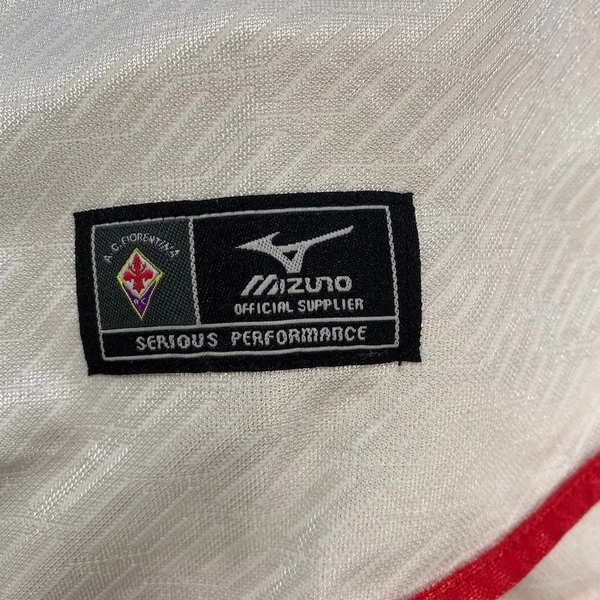 A.C. FIORENTINA
MIZUNO
OFFICIAL SUPPLIER
SERIOUS PERFORMANCE